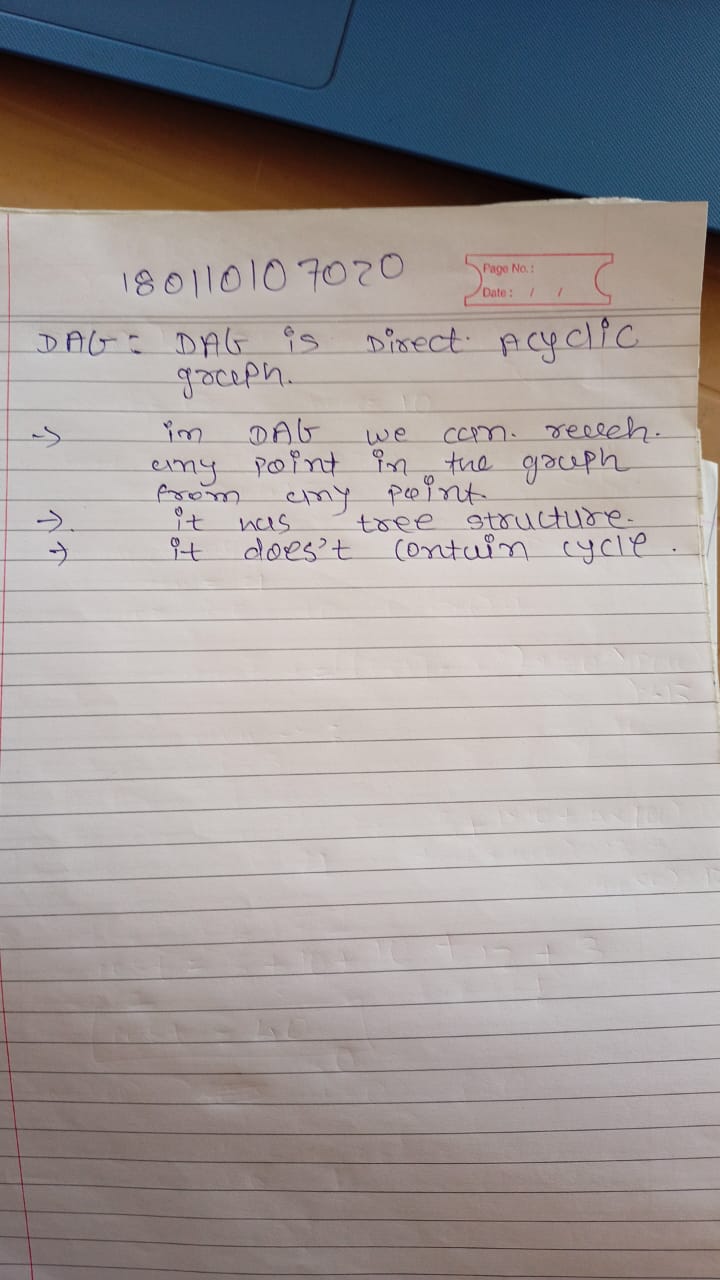 180110107020
Page No.:
Date: / /
DAG = DAG is Direct. Acyclic
graph.
→ in DAG we can. reach.
any point in the graph
from any point
→. it has tree structure.
→ it does't contain cycle.